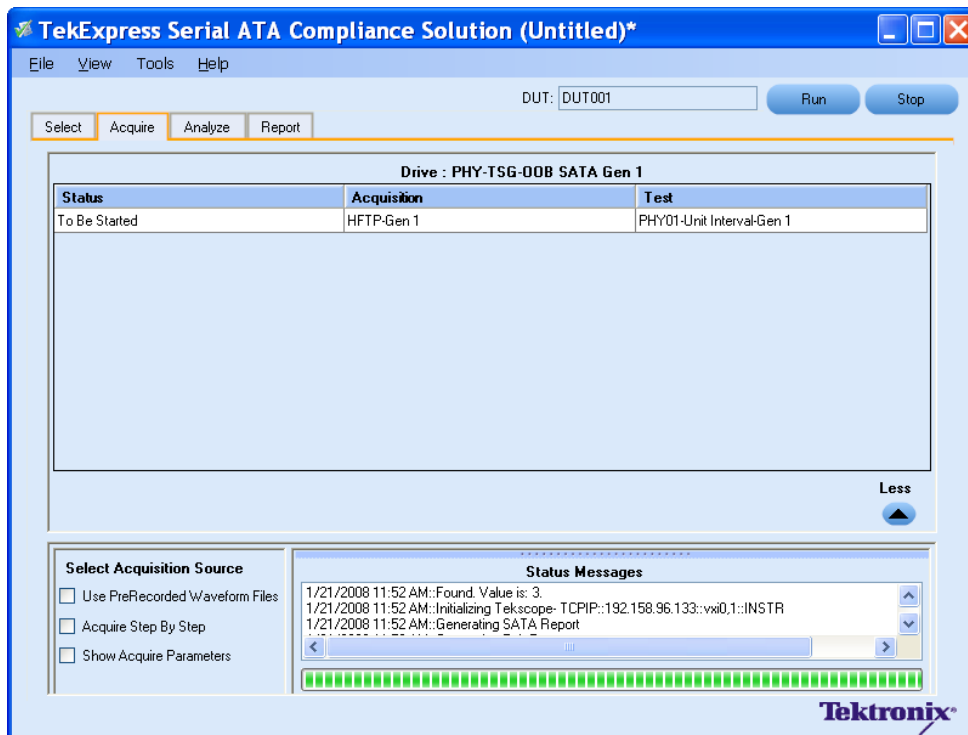 TekExpress Serial ATA Compliance Solution (Untitled)*
File View Tools Help
DUT: DUT001 Run Stop
Select Acquire Analyze Report
Drive : PHY-TSG-OOB SATA Gen 1
Status Acquisition Test
To Be Started HFTP-Gen 1 PHY01-Unit Interval-Gen 1
Less
Select Acquisition Source
Use PreRecorded Waveform Files
Acquire Step By Step
Show Acquire Parameters
Status Messages
1/21/2008 11:52 AM::Found. Value is: 3.
1/21/2008 11:52 AM::Initializing Tekscope- TCPIP::192.158.96.133::vxi0,1::INSTR
1/21/2008 11:52 AM::Generating SATA Report
Tektronix